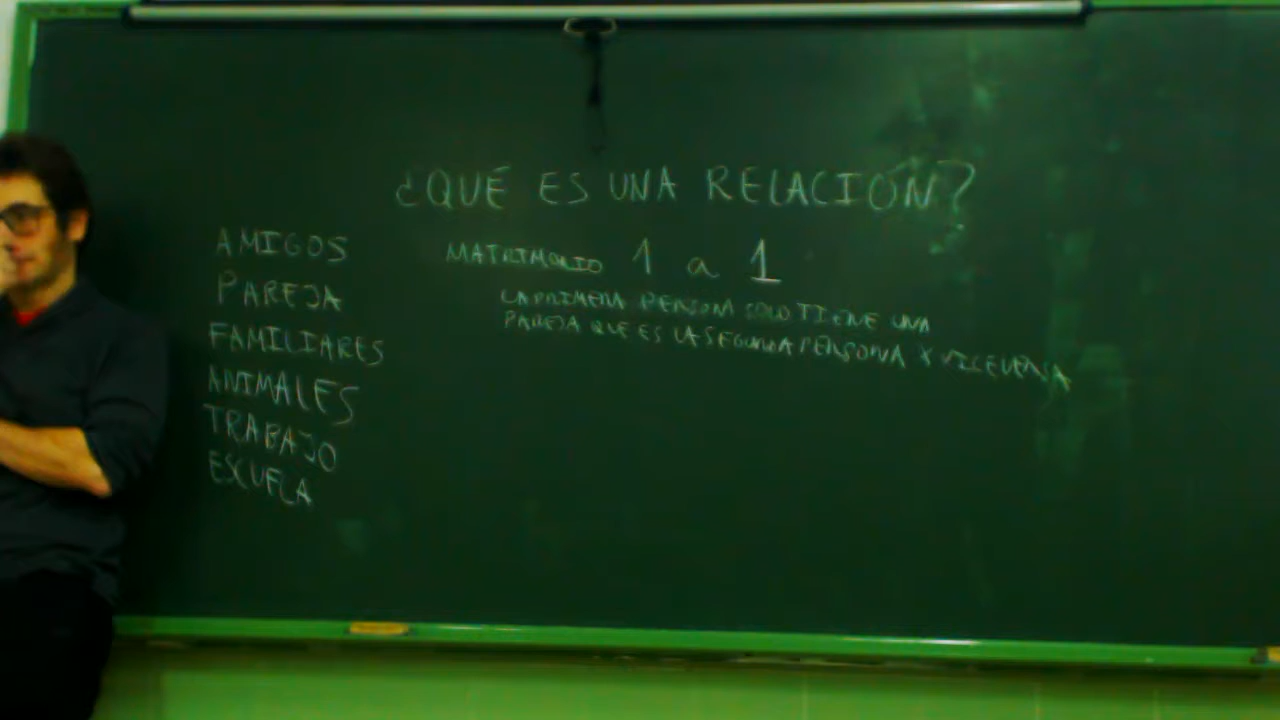 ¿QUÉ ES UNA RELACIÓN?
AMIGOS
PAREJA
FAMILIARES
ANIMALES
TRABAJO
ESCUELA
MATRIMONIO 1 a 1
LA PRIMERA PERSONA SOLO TIENE UNA
PAREJA QUE ES LA SEGUNDA PERSONA Y VICEVERSA